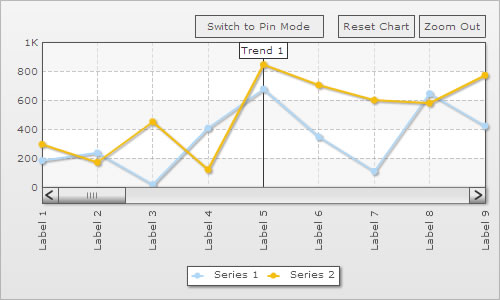 Switch to Pin Mode Reset Chart Zoom Out
Trend 1
1K
800
600
400
200
0
Label 1 Label 2 Label 3 Label 4 Label 5 Label 6 Label 7 Label 8 Label 9
Series 1 Series 2